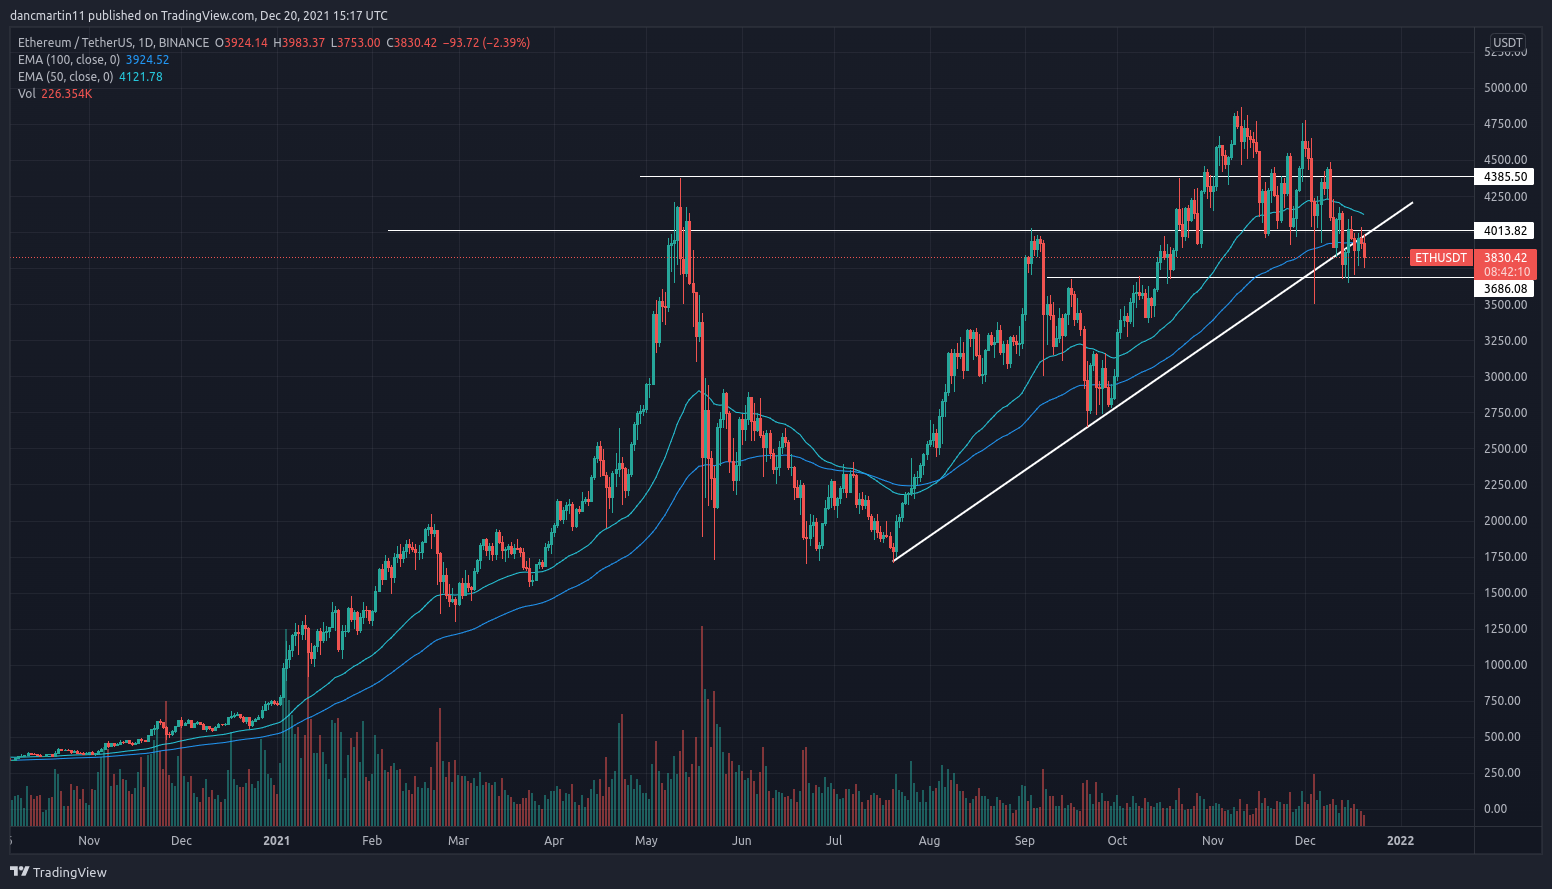 dancmartin11 published on TradingView.com, Dec 20, 2021 15:17 UTC
Ethereum / TetherUS, 1D, BINANCE O3924.14 H3983.37 L3753.00 C3830.42 −93.72 (−2.39%)
EMA (100, close, 0) 3924.52
EMA (50, close, 0) 4121.78
Vol 226.354K
USDT
5250.00
5000.00
4750.00
4500.00
4385.50
4250.00
4013.82
ETHUSDT 3830.42
08:42:10
3686.08
3500.00
3250.00
3000.00
2750.00
2500.00
2250.00
2000.00
1750.00
1500.00
1250.00
1000.00
750.00
500.00
250.00
0.00
Nov Dec 2021 Feb Mar Apr May Jun Jul Aug Sep Oct Nov Dec 2022
TradingView